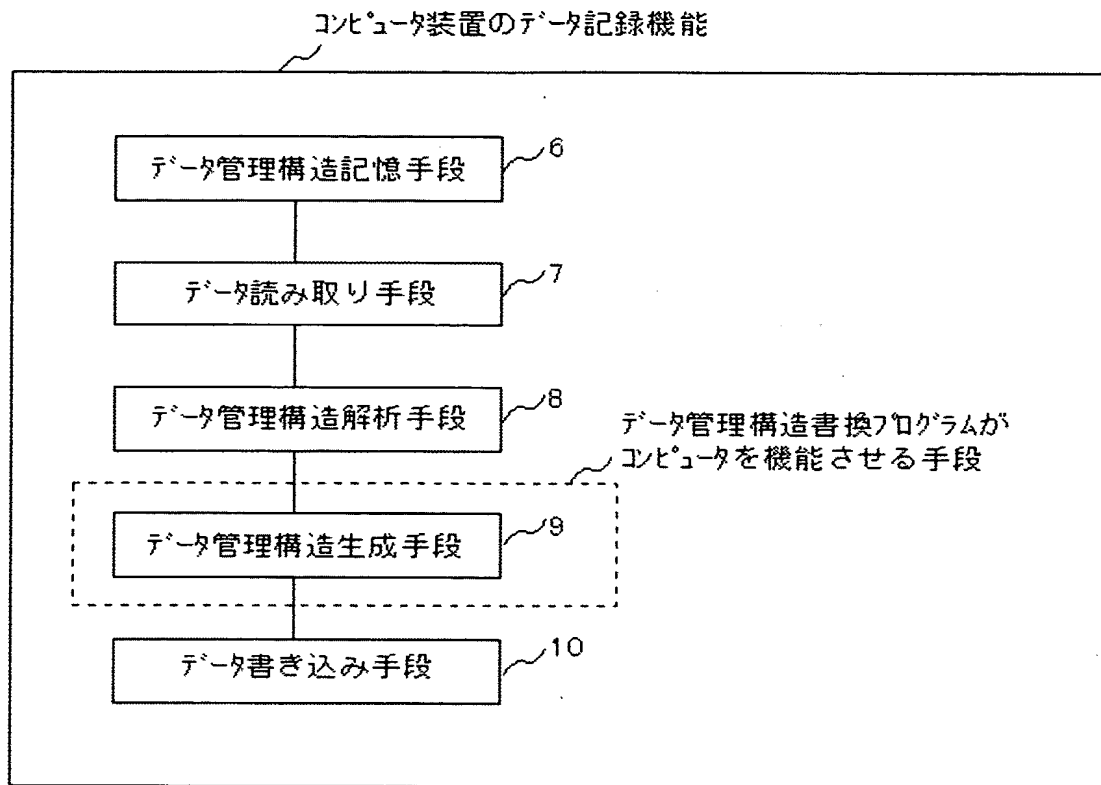 コンピュータ装置のデータ記録機能
データ管理構造記憶手段
6
データ読み取り手段
7
データ管理構造解析手段
8
データ管理構造書換プログラムが
コンピュータを機能させる手段
データ管理構造生成手段
9
データ書き込み手段
10